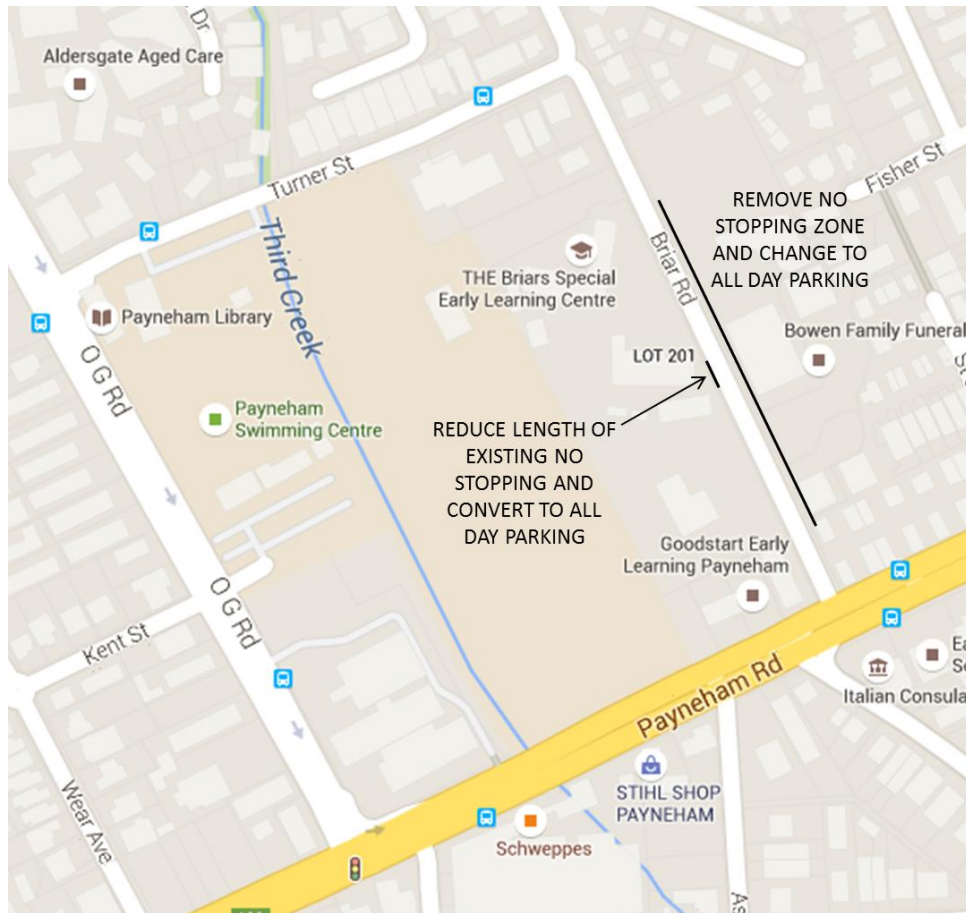 Dr
Aldersgate Aged Care
Turner St
Fisher St
REMOVE NO
STOPPING ZONE
AND CHANGE TO
ALL DAY PARKING
Third Creek
Briar Rd
THE Briars Special
Early Learning Centre
Payneham Library
Bowen Family Funeral
LOT 201
O G Rd
Payneham
Swimming Centre
REDUCE LENGTH OF
EXISTING NO
STOPPING AND
CONVERT TO ALL
DAY PARKING
Goodstart Early
Learning Payneham
O G Rd
Kent St
Payneham Rd
Italian Consula
STIHL SHOP
PAYNEHAM
Wear Ave
Schweppes